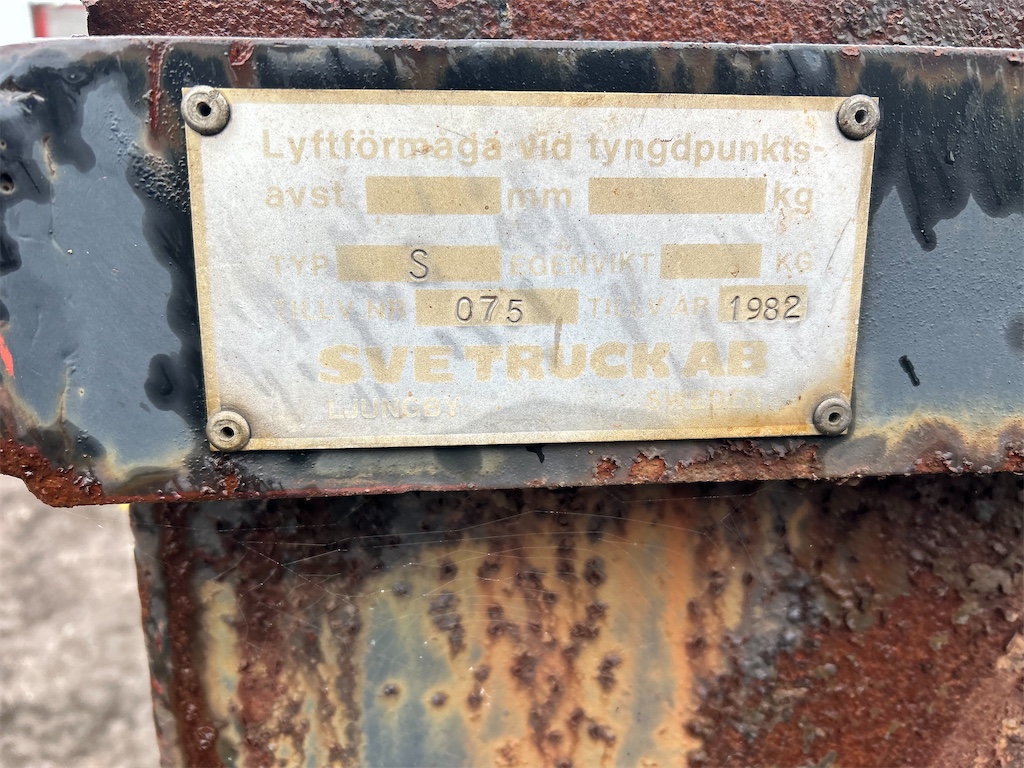 Lyftförmåga vid tyngdpunkts-
avst. mm kg
TYP S EGENVIKT KG
TILLV. NR 075 TILLV. ÅR 1982
SVETRUCK AB
LJUNGBY SWEDEN